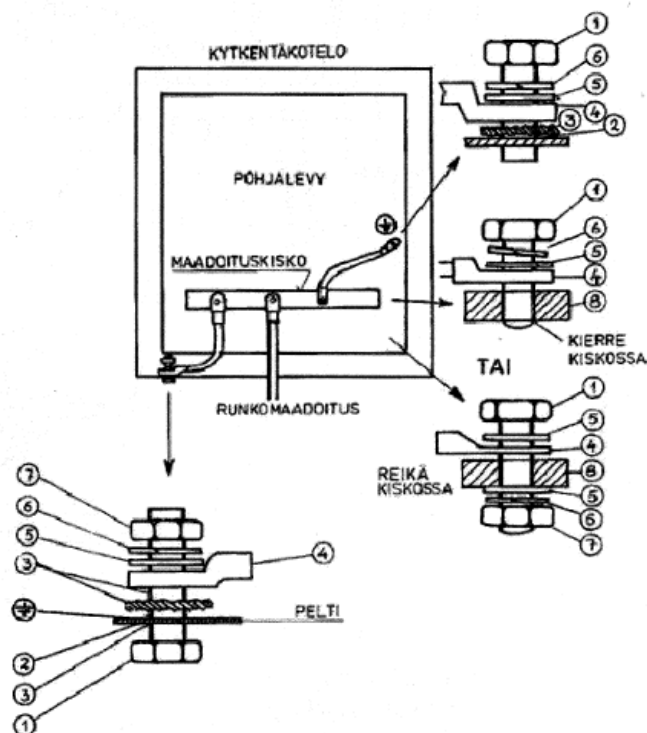 KYTKENTÄKOTELO
POHJALEVY
MAADOITUSKISKO
RUNKOMAADOITUS
1
6
5
4
3
2
1
6
5
4
8
KIERRE
KISKOSSA
TAI
1
5
4
8
5
6
7
REIKÄ
KISKOSSA
7
6
5
3
4
PELTI
2
3
1